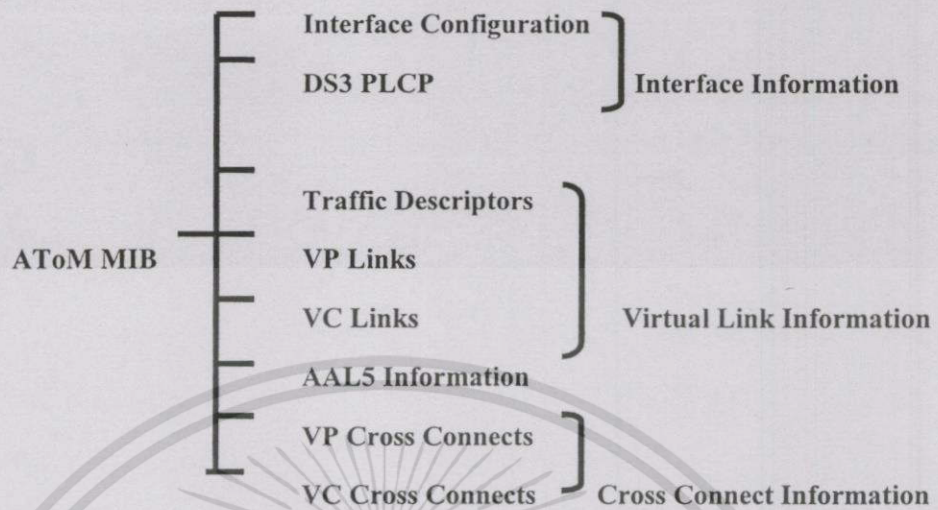 Interface Configuration
DS3 PLCP
Interface Information
Traffic Descriptors
AToM MIB
VP Links
VC Links
Virtual Link Information
AAL5 Information
VP Cross Connects
VC Cross Connects
Cross Connect Information